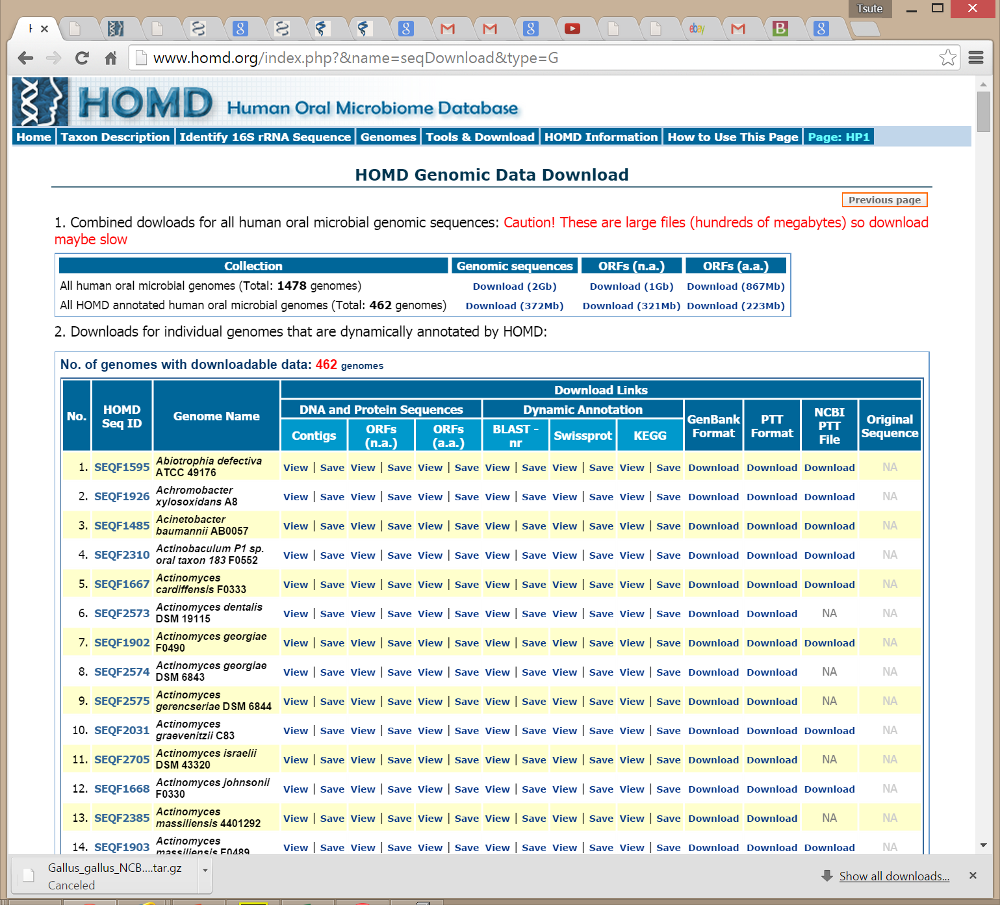 Tsute
www.homd.org/index.php?&name=seqDownload&type=G
HOMD Human Oral Microbiome Database
Home Taxon Description Identify 16S rRNA Sequence Genomes Tools & Download HOMD Information How to Use This Page Page: HP1
HOMD Genomic Data Download
Previous page
1. Combined dowloads for all human oral microbial genomic sequences: Caution! These are large files (hundreds of megabytes) so download
maybe slow
Collection Genomic sequences ORFs (n.a.) ORFs (a.a.)
All human oral microbial genomes (Total: 1478 genomes) Download (2Gb) Download (1Gb) Download (867Mb)
All HOMD annotated human oral microbial genomes (Total: 462 genomes) Download (372Mb) Download (321Mb) Download (223Mb)
2. Downloads for individual genomes that are dynamically annotated by HOMD:
No. of genomes with downloadable data: 462 genomes
No. HOMD Seq ID Genome Name Download Links
DNA and Protein Sequences Dynamic Annotation GenBank Format PTT Format NCBI PTT File Original Sequence
Contigs ORFs (n.a.) ORFs (a.a.) BLAST - nr Swissprot KEGG
1. SEQF1595 Abiotrophia defectiva ATCC 49176 View | Save View | Save View | Save View | Save View | Save View | Save Download Download Download NA
2. SEQF1926 Achromobacter xylosoxidans A8 View | Save View | Save View | Save View | Save View | Save View | Save Download Download Download NA
3. SEQF1485 Acinetobacter baumannii AB0057 View | Save View | Save View | Save View | Save View | Save View | Save Download Download Download NA
4. SEQF2310 Actinobaculum P1 sp. oral taxon 183 F0552 View | Save View | Save View | Save View | Save View | Save View | Save Download Download Download NA
5. SEQF1667 Actinomyces cardiffensis F0333 View | Save View | Save View | Save View | Save View | Save View | Save Download Download Download NA
6. SEQF2573 Actinomyces dentalis DSM 19115 View | Save View | Save View | Save View | Save View | Save View | Save Download Download NA NA
7. SEQF1902 Actinomyces georgiae F0490 View | Save View | Save View | Save View | Save View | Save View | Save Download Download Download NA
8. SEQF2574 Actinomyces georgiae DSM 6843 View | Save View | Save View | Save View | Save View | Save View | Save Download Download NA NA
9. SEQF2575 Actinomyces gerencseriae DSM 6844 View | Save View | Save View | Save View | Save View | Save View | Save Download Download NA NA
10. SEQF2031 Actinomyces graevenitzii C83 View | Save View | Save View | Save View | Save View | Save View | Save Download Download Download NA
11. SEQF2705 Actinomyces israelii DSM 43320 View | Save View | Save View | Save View | Save View | Save View | Save Download Download NA NA
12. SEQF1668 Actinomyces johnsonii F0330 View | Save View | Save View | Save View | Save View | Save View | Save Download Download Download NA
13. SEQF2385 Actinomyces massiliensis 4401292 View | Save View | Save View | Save View | Save View | Save View | Save Download Download NA NA
14. SEQF1903 Actinomyces massiliensis F0489 View | Save View | Save View | Save View | Save View | Save View | Save Download Download Download NA
Gallus_gallus_NCB....tar.gz
Canceled
Show all downloads...